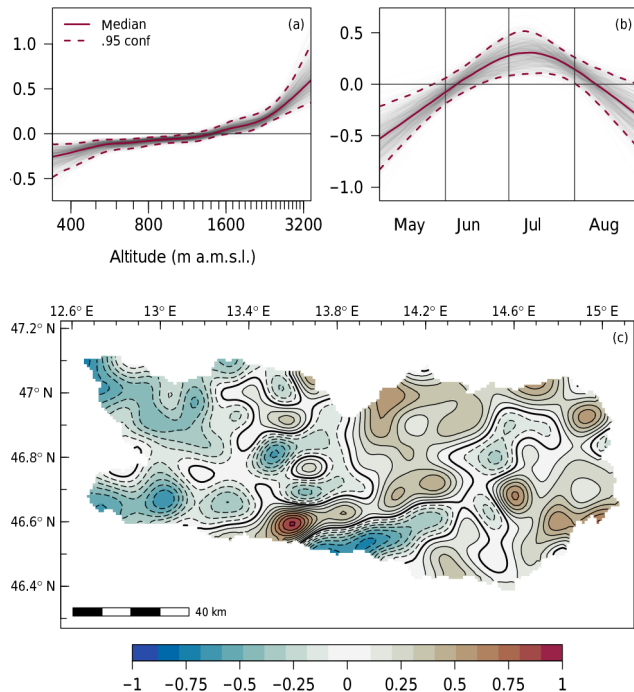 Median
.95 conf
(a)
1.0
0.5
0.0
-0.5
400 800 1600 3200
Altitude (m a.m.s.l.)
(b)
0.5
0.0
−0.5
−1.0
May Jun Jul Aug
12.6° E 13° E 13.4° E 13.8° E 14.2° E 14.6° E 15° E
(c)
47.2° N
47° N
46.8° N
46.6° N
46.4° N
40 km
−1 −0.75 −0.5 −0.25 0 0.25 0.5 0.75 1